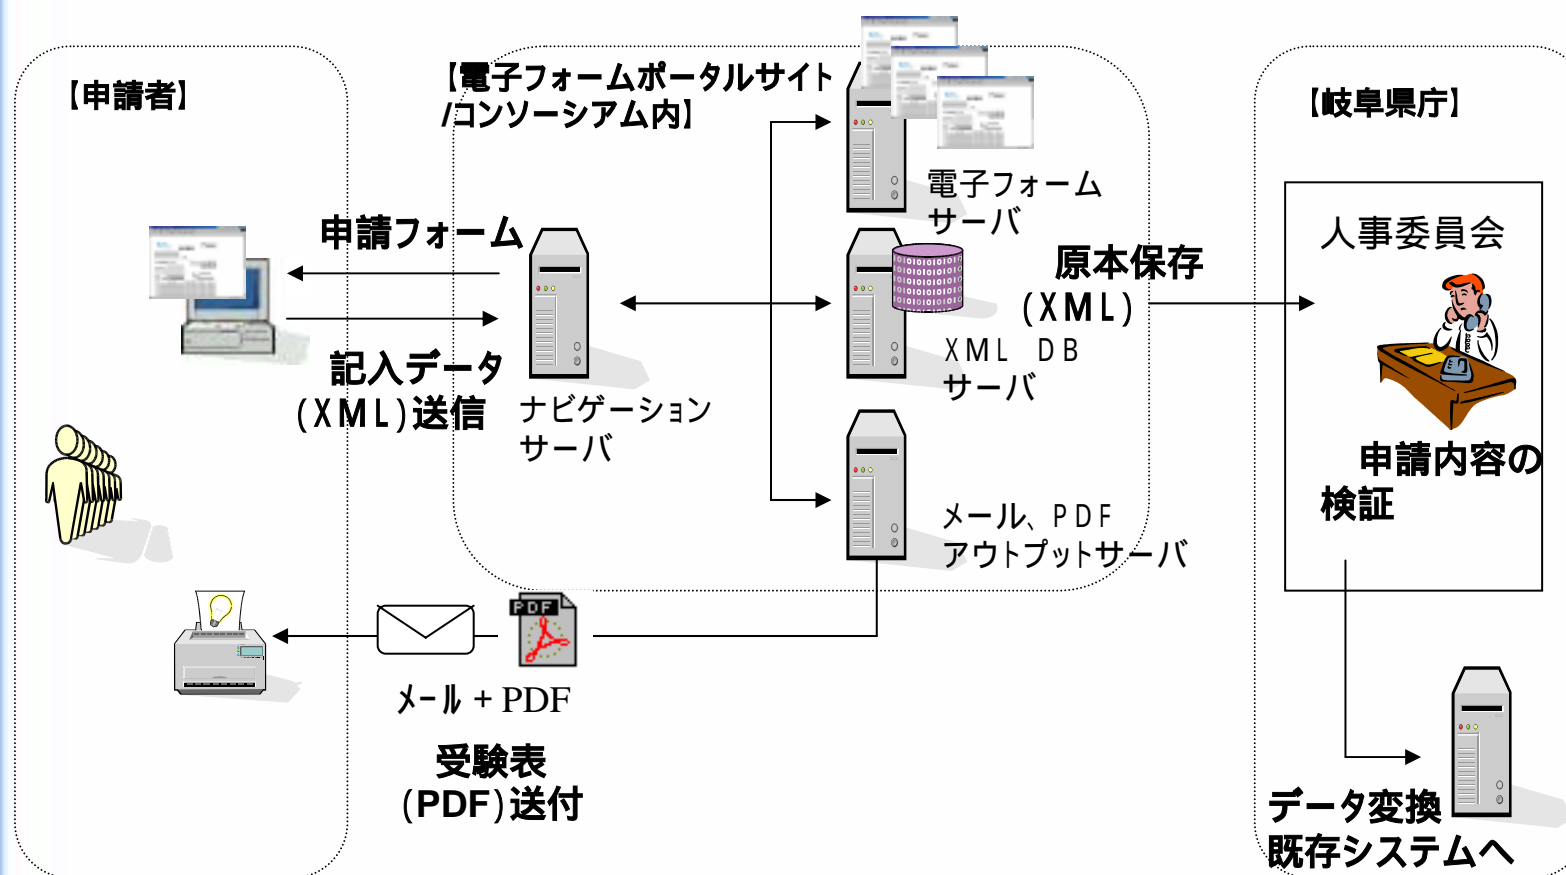 【申請者】
【電子フォームポータルサイト
/コンソーシアム内】
【岐阜県庁】
電子フォーム
サーバ
申請フォーム
人事委員会
原本保存
(XML)
XML DB
サーバ
記入データ
(XML)送信
ナビゲーション
サーバ
申請内容の
検証
メール、PDF
アウトプットサーバ
PDF
メール + PDF
受験表
(PDF)送付
データ変換
既存システムへ